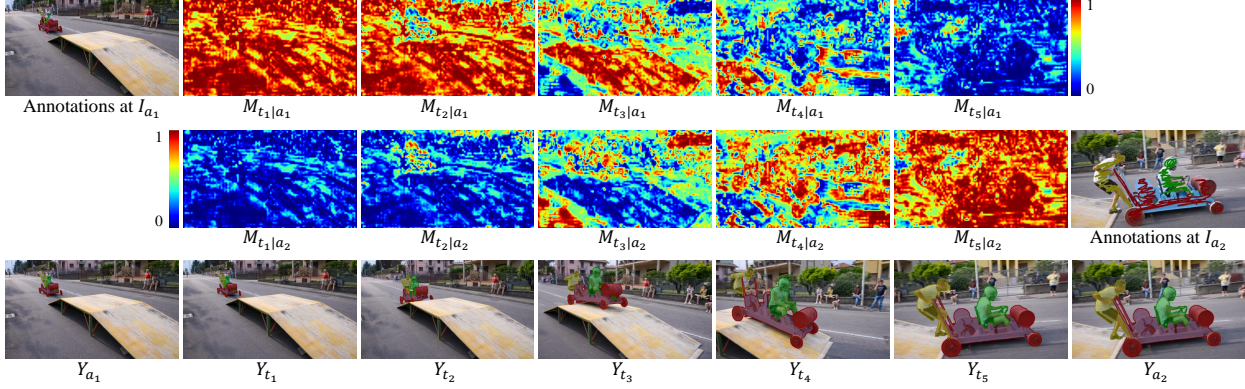 1
0
Annotations at I_{a_1}
M_{t_1|a_1}
M_{t_2|a_1}
M_{t_3|a_1}
M_{t_4|a_1}
M_{t_5|a_1}
1
0
M_{t_1|a_2}
M_{t_2|a_2}
M_{t_3|a_2}
M_{t_4|a_2}
M_{t_5|a_2}
Annotations at I_{a_2}
Y_{a_1}
Y_{t_1}
Y_{t_2}
Y_{t_3}
Y_{t_4}
Y_{t_5}
Y_{a_2}